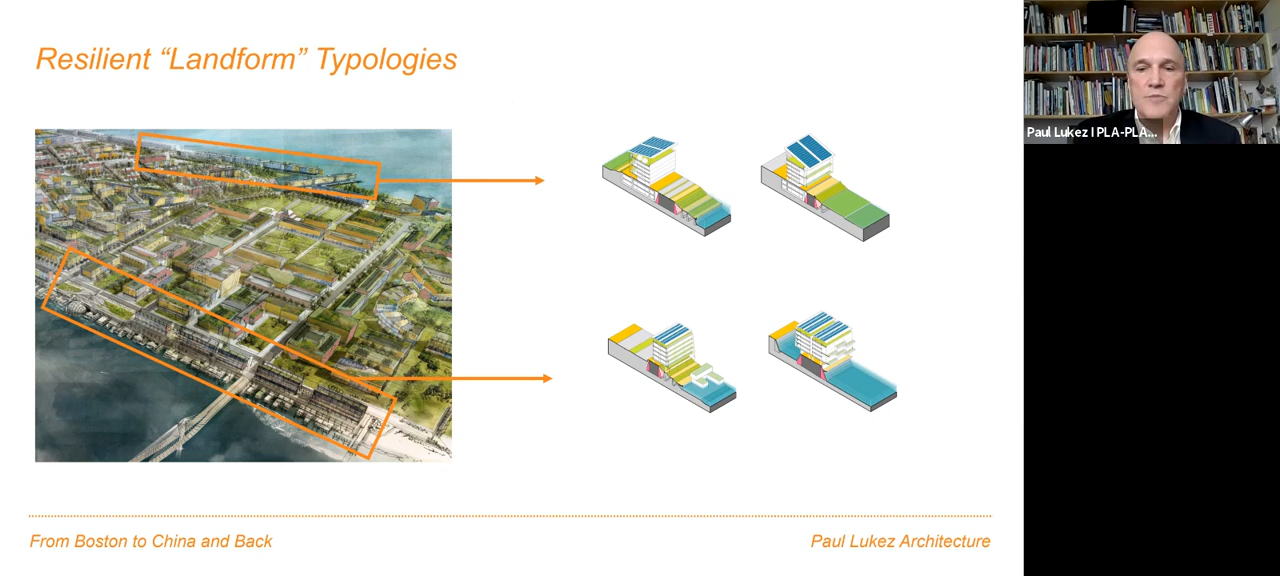 Resilient “Landform” Typologies
Paul Lukez I PLA-PLA...
From Boston to China and Back
Paul Lukez Architecture